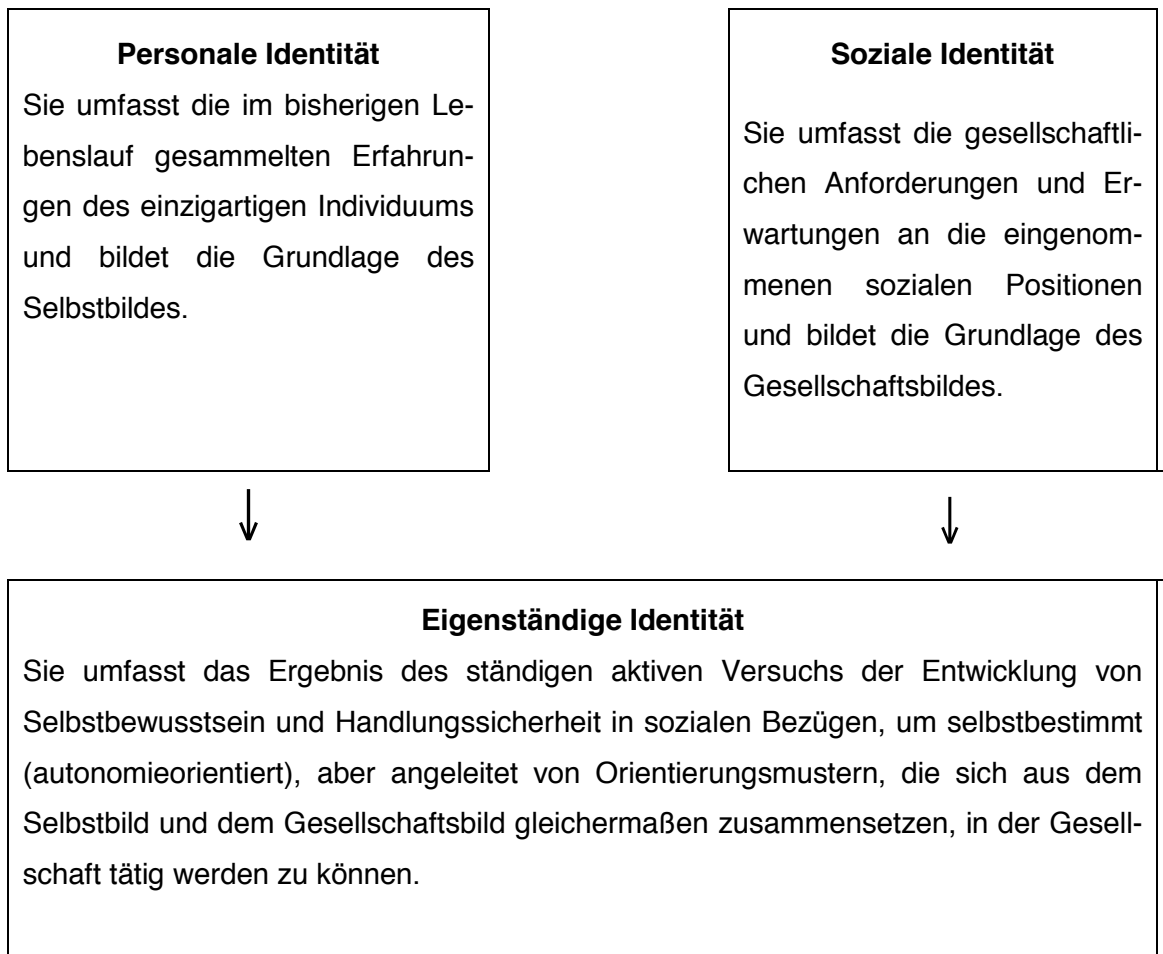 Personale Identität
Sie umfasst die im bisherigen Le-
benslauf gesammelten Erfahrun-
gen des einzigartigen Individuums
und bildet die Grundlage des
Selbstbildes.
Soziale Identität
Sie umfasst die gesellschaftli-
chen Anforderungen und Er-
wartungen an die eingenom-
menen sozialen Positionen
und bildet die Grundlage des
Gesellschaftsbildes.
Eigenständige Identität
Sie umfasst das Ergebnis des ständigen aktiven Versuchs der Entwicklung von
Selbstbewusstsein und Handlungssicherheit in sozialen Bezügen, um selbstbestimmt
(autonomieorientiert), aber angeleitet von Orientierungsmustern, die sich aus dem
Selbstbild und dem Gesellschaftsbild gleichermaßen zusammensetzen, in der Gesell-
schaft tätig werden zu können.